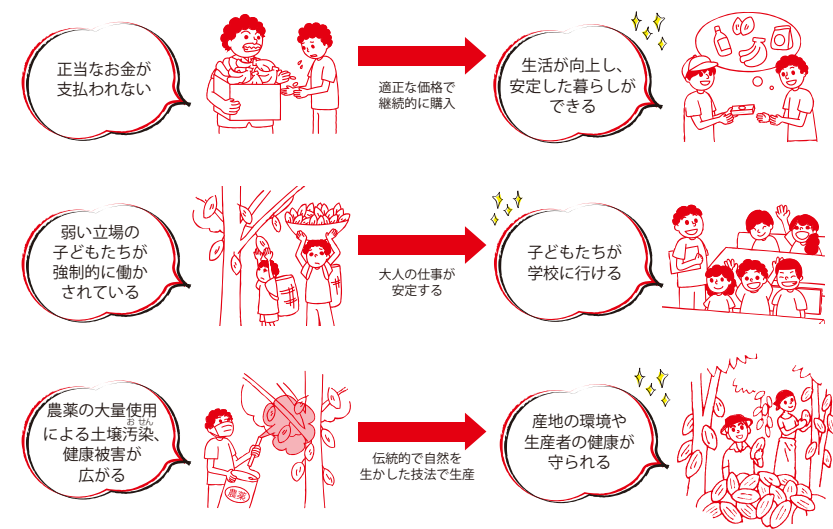 正当なお金が
支払われない
適正な価格で
継続的に購入
生活が向上し、
安定した暮らしが
できる
弱い立場の
子どもたちが
強制的に働か
されている
大人の仕事が
安定する
子どもたちが
学校に行ける
農薬の大量使用
おせん
による土壌汚染、
健康被害が
広がる
農薬
伝統的で自然を
生かした技法で生産
産地の環境や
生産者の健康が
守られる